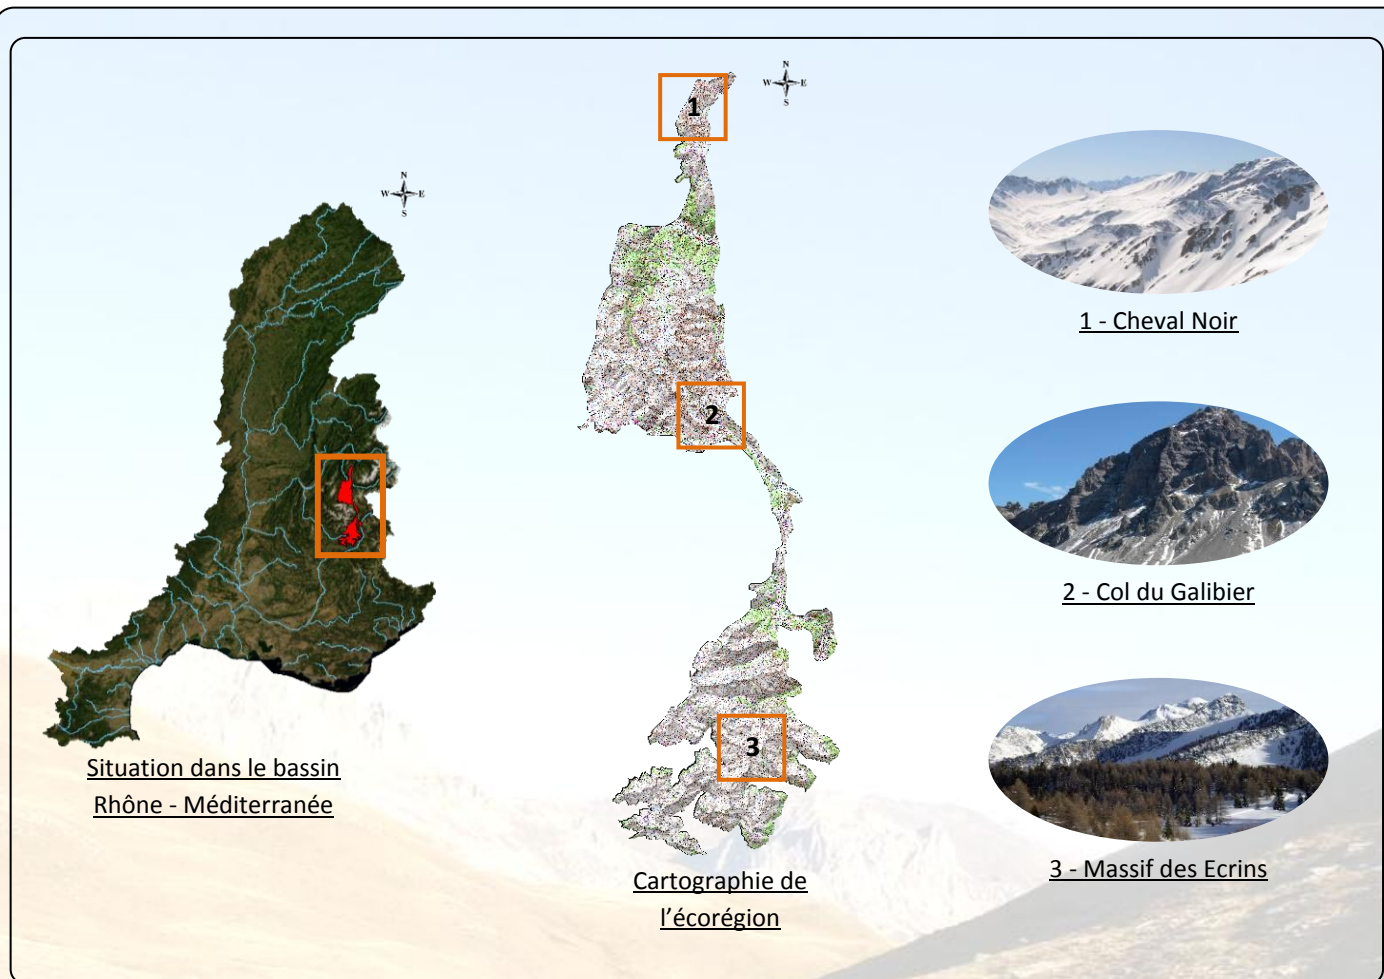 N
W E
S
N
W E
S
1
2
3
1 - Cheval Noir
2 - Col du Galibier
3 - Massif des Ecrins
Situation dans le bassin
Rhône - Méditerranée
Cartographie de
l'écorégion